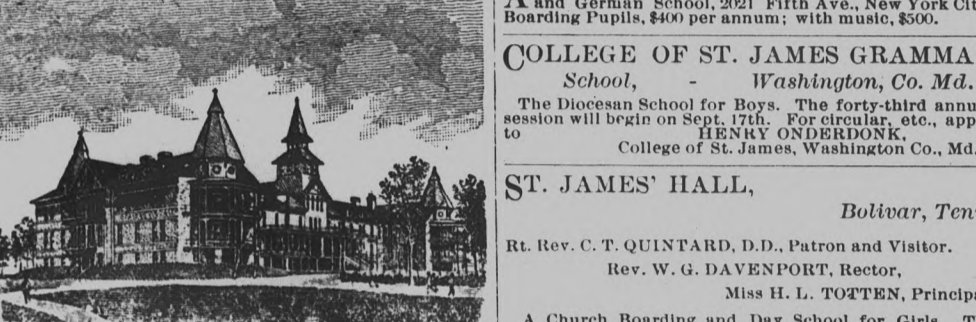 A and German School, 2021 Fifth Ave., New York Cit
Boarding Pupils, $400 per annum; with music, $500.
COLLEGE OF ST. JAMES GRAMMA
School, - Washington, Co. Md.
The Diocesan School for Boys. The forty-third annu
session will begin on Sept. 17th. For circular, etc., app
to HENRY ONDERDONK,
College of St. James, Washington Co., Md.
ST. JAMES' HALL,
Bolivar, Ten
Rt. Rev. C. T. QUINTARD, D.D., Patron and Visitor.
Rev. W. G. DAVENPORT, Rector,
Miss H. L. TOTTEN, Principa
A Church Boarding and Day School for Girls. T